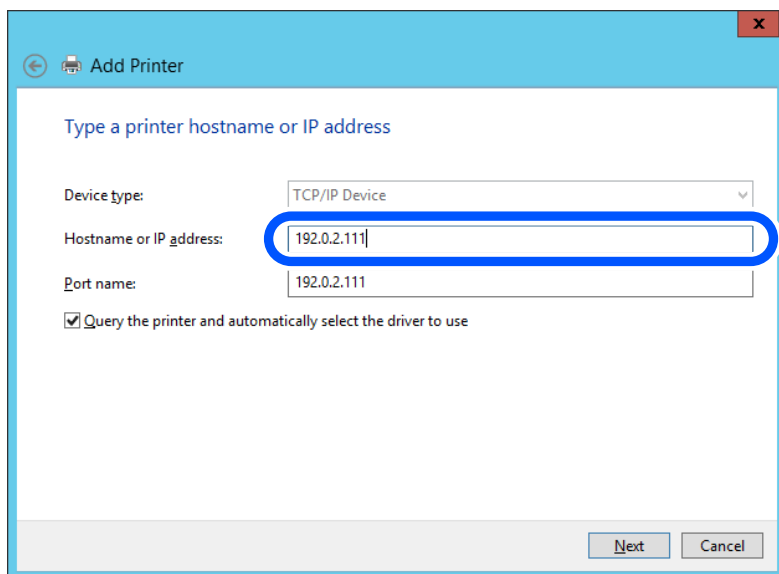 x
Add Printer
Type a printer hostname or IP address
Device type: TCP/IP Device
Hostname or IP address: 192.0.2.111
Port name: 192.0.2.111
Query the printer and automatically select the driver to use
Next Cancel